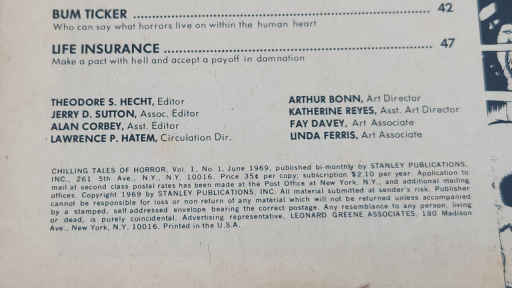 BUM TICKER ........ 42
Who can say what horrors live on within the human heart
LIFE INSURANCE ........ 47
Make a pact with hell and accept a payoff in damnation
THEODORE S. HECHT, Editor
JERRY D. SUTTON, Assoc. Editor
ALAN CORBEY, Asst. Editor
LAWRENCE P. HATEM, Circulation Dir.
ARTHUR BONN, Art Director
KATHERINE REYES, Asst. Art Director
FAY DAVEY, Art Associate
LINDA FERRIS, Art Associate
CHILLING TALES OF HORROR, Vol. 1, No. 1, June 1969, published bi-monthly by STANLEY PUBLICATIONS,
INC., 261 5th Ave., N.Y., N.Y. 10016. Price 35¢ per copy; subscription $2.10 per year. Application to
mail at second class postal rates has been made at the Post Office at New York, N.Y., and additional mailing
offices. Copyright 1969 by STANLEY PUBLICATIONS, INC. All material submitted at sender's risk. Publisher
cannot be responsible for loss or non return of any material which will not be returned unless accompanied
by a stamped, self-addressed envelope bearing the correct postage. Any resemblance to any person, living
or dead, is purely coincidental. Advertising representative, LEONARD GREENE ASSOCIATES, 180 Madison
Ave., New York, N.Y. 10016. Printed in the U.S.A.